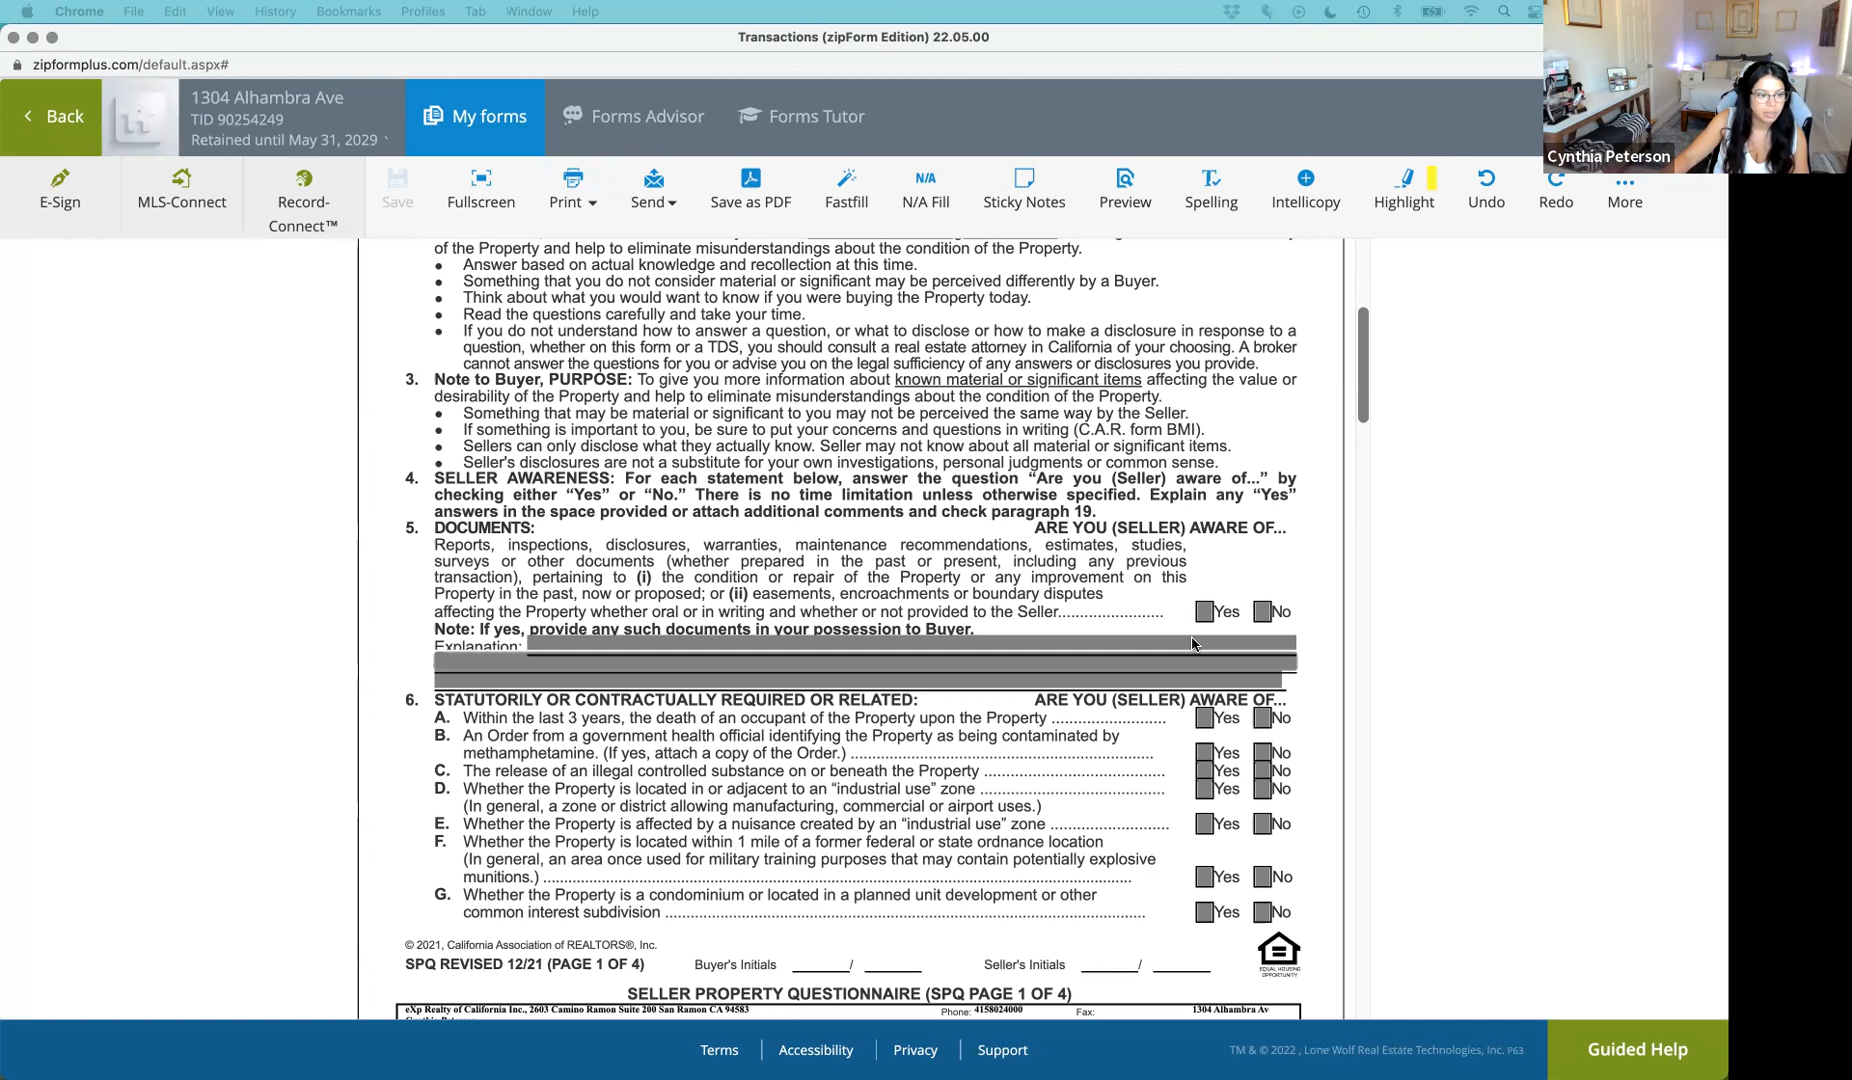 Chrome File Edit View History Bookmarks Profiles Tab Window Help
Transactions (zipForm Edition) 22.05.00
zipformplus.com/default.aspx#
Back
1304 Alhambra Ave
TID 90254249
Retained until May 31, 2029
My forms
Forms Advisor
Forms Tutor
Cynthia Peterson
E-Sign
MLS-Connect
Record-
Connect™
Save
Fullscreen
Print
Send
Save as PDF
Fastfill
N/A
N/A Fill
Sticky Notes
Preview
Spelling
Intellicopy
Highlight
Undo
Redo
More
of the Property and help to eliminate misunderstandings about the condition of the Property.
• Answer based on actual knowledge and recollection at this time.
• Something that you do not consider material or significant may be perceived differently by a Buyer.
• Think about what you would want to know if you were buying the Property today.
• Read the questions carefully and take your time.
• If you do not understand how to answer a question, or what to disclose or how to make a disclosure in response to a
question, whether on this form or a TDS, you should consult a real estate attorney in California of your choosing. A broker
cannot answer the questions for you or advise you on the legal sufficiency of any answers or disclosures you provide.
3. Note to Buyer, PURPOSE: To give you more information about known material or significant items affecting the value or
desirability of the Property and help to eliminate misunderstandings about the condition of the Property.
• Something that may be material or significant to you may not be perceived the same way by the Seller.
• If something is important to you, be sure to put your concerns and questions in writing (C.A.R. form BMI).
• Sellers can only disclose what they actually know. Seller may not know about all material or significant items.
• Seller's disclosures are not a substitute for your own investigations, personal judgments or common sense.
4. SELLER AWARENESS: For each statement below, answer the question “Are you (Seller) aware of...” by
checking either “Yes” or “No.” There is no time limitation unless otherwise specified. Explain any “Yes”
answers in the space provided or attach additional comments and check paragraph 19.
5. DOCUMENTS: ARE YOU (SELLER) AWARE OF...
Reports, inspections, disclosures, warranties, maintenance recommendations, estimates, studies,
surveys or other documents (whether prepared in the past or present, including any previous
transaction), pertaining to (i) the condition or repair of the Property or any improvement on this
Property in the past, now or proposed; or (ii) easements, encroachments or boundary disputes
affecting the Property whether oral or in writing and whether or not provided to the Seller....................... Yes No
Note: If yes, provide any such documents in your possession to Buyer.
Explanation:
6. STATUTORILY OR CONTRACTUALLY REQUIRED OR RELATED: ARE YOU (SELLER) AWARE OF...
A. Within the last 3 years, the death of an occupant of the Property upon the Property ......................... Yes No
B. An Order from a government health official identifying the Property as being contaminated by
methamphetamine. (If yes, attach a copy of the Order.) .................................................................. Yes No
C. The release of an illegal controlled substance on or beneath the Property ........................................ Yes No
D. Whether the Property is located in or adjacent to an “industrial use” zone ......................................... Yes No
(In general, a zone or district allowing manufacturing, commercial or airport uses.)
E. Whether the Property is affected by a nuisance created by an “industrial use” zone .......................... Yes No
F. Whether the Property is located within 1 mile of a former federal or state ordnance location
(In general, an area once used for military training purposes that may contain potentially explosive
munitions.) ................................................................................................................................ Yes No
G. Whether the Property is a condominium or located in a planned unit development or other
common interest subdivision .......................................................................................................... Yes No
© 2021, California Association of REALTORS®, Inc.
SPQ REVISED 12/21 (PAGE 1 OF 4) Buyer's Initials ______/ ______ Seller's Initials ______/ ______
EQUAL HOUSING
OPPORTUNITY
SELLER PROPERTY QUESTIONNAIRE (SPQ PAGE 1 OF 4)
eXp Realty of California Inc., 2603 Camino Ramon Suite 200 San Ramon CA 94583 Phone: 4158024000 Fax: 1304 Alhambra Av
Terms
Accessibility
Privacy
Support
TM & © 2022 , Lone Wolf Real Estate Technologies, Inc. P63
Guided Help